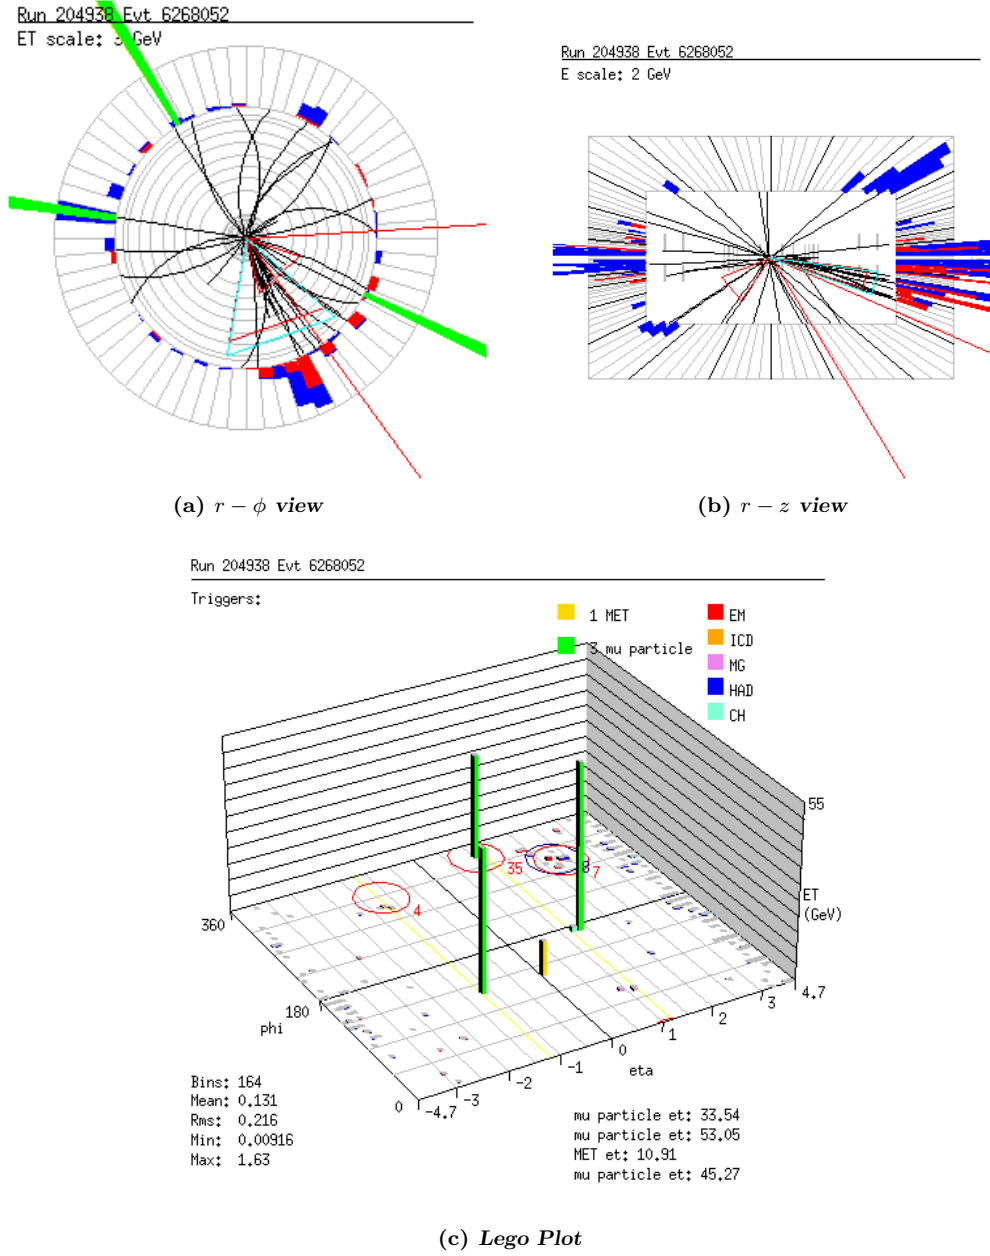 Run 204938 Evt 6268052
ET scale: GeV
Run 204938 Evt 6268052
E scale: 2 GeV
(a) r − ϕ view
(b) r − z view
Run 204938 Evt 6268052
Triggers:
1 MET
3 mu particle
EM
ICD
MG
HAD
CH
55
ET
(GeV)
35
8
7
4
360
180
phi
0
-4.7
-3
-2
-1
0
1
2
3
4.7
eta
Bins: 164
Mean: 0.131
Rms: 0.216
Min: 0.00916
Max: 1.63
mu particle et: 33.54
mu particle et: 53.05
MET et: 10.91
mu particle et: 45.27
(c) Lego Plot